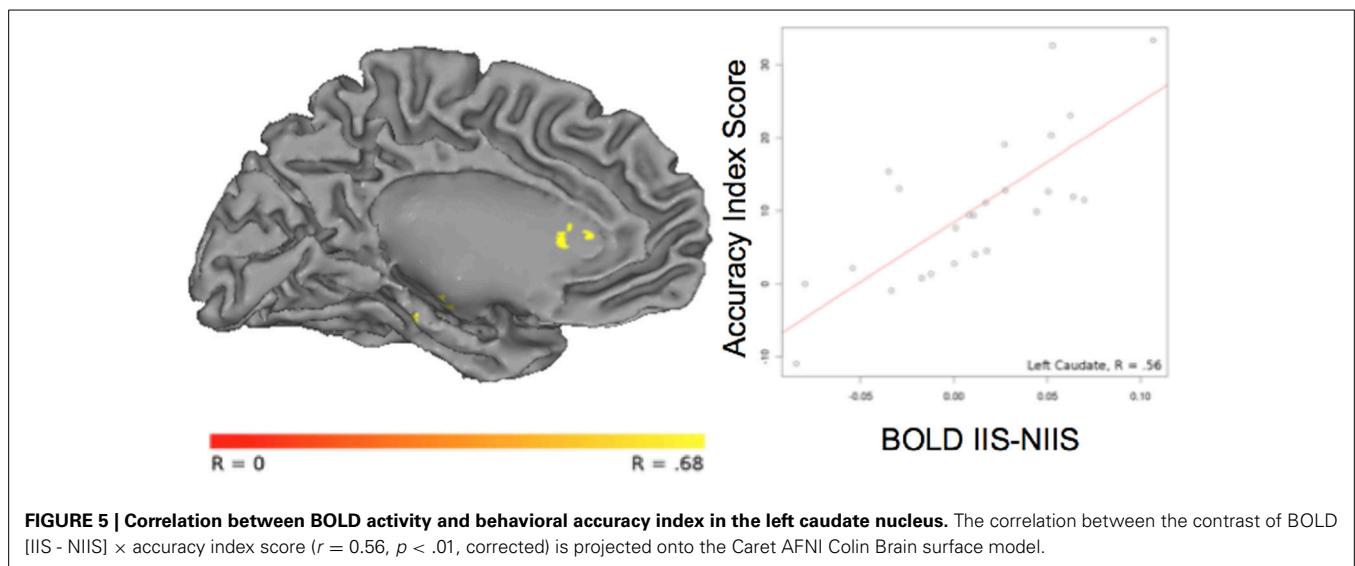 R = 0
R = .68
Accuracy Index Score
30
20
10
0
-10
Left Caudate, R = .56
-0.05
0.00
0.05
0.10
BOLD IIS-NIIS
FIGURE 5 | Correlation between BOLD activity and behavioral accuracy index in the left caudate nucleus. The correlation between the contrast of BOLD
[IIS - NIIS] × accuracy index score (r = 0.56, p < .01, corrected) is projected onto the Caret AFNI Colin Brain surface model.